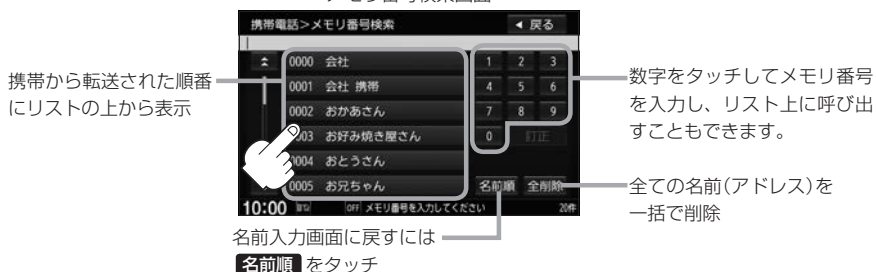 メモリ番号検索画面
携帯電話>メモリ番号検索
◀ 戻る
0000 会社
0001 会社 携帯
0002 おかあさん
0003 お好み焼き屋さん
0004 おとうさん
0005 お兄ちゃん
1 2 3
4 5 6
7 8 9
0 訂正
名前順 全削除
10:00 OFF メモリ番号を入力してください 20件
携帯から転送された順番
にリストの上から表示
数字をタッチしてメモリ番号
を入力し、リスト上に呼び出
すこともできます。
全ての名前(アドレス)を
一括で削除
名前入力画面に戻すには
名前順 をタッチ